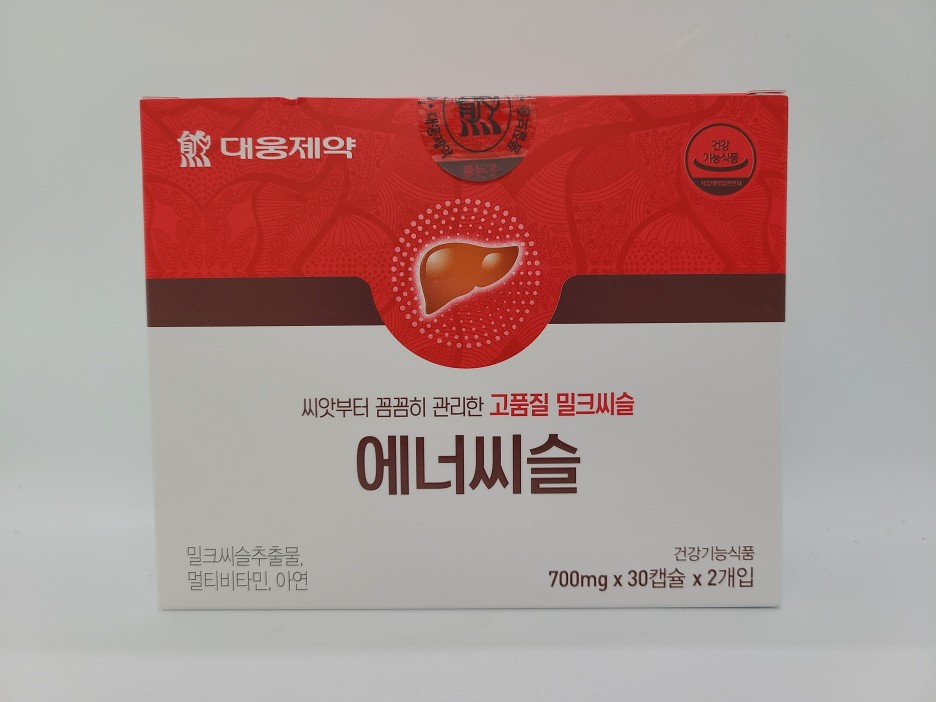 대웅제약
건강
기능식품
씨앗부터 꼼꼼히 관리한 고품질 밀크씨슬
에너씨슬
밀크씨슬추출물,
멀티비타민, 아연
건강기능식품
700mg x 30캡슐 x 2개입